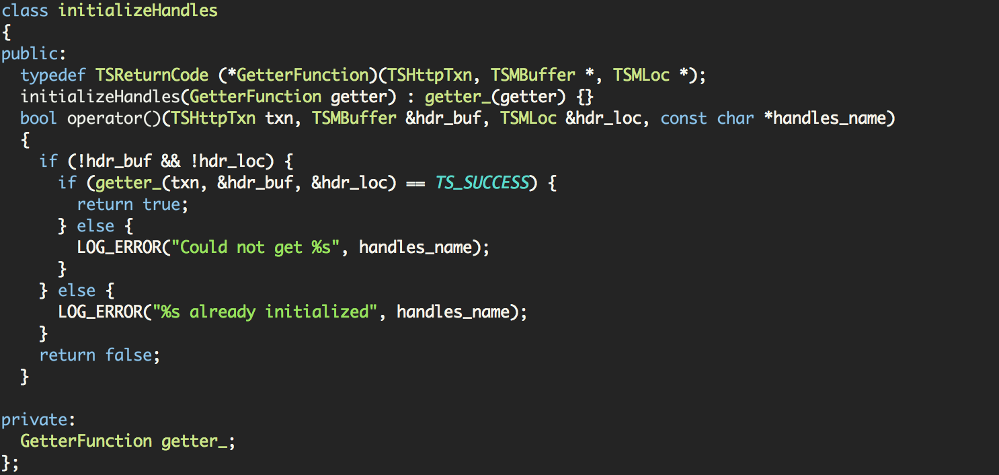 class initializeHandles
{
public:
  typedef TSReturnCode (*GetterFunction)(TSHttpTxn, TSMBuffer *, TSMLoc *);
  initializeHandles(GetterFunction getter) : getter_(getter) {}
  bool operator()(TSHttpTxn txn, TSMBuffer &hdr_buf, TSMLoc &hdr_loc, const char *handles_name)
  {
    if (!hdr_buf && !hdr_loc) {
      if (getter_(txn, &hdr_buf, &hdr_loc) == TS_SUCCESS) {
        return true;
      } else {
        LOG_ERROR("Could not get %s", handles_name);
      }
    } else {
      LOG_ERROR("%s already initialized", handles_name);
    }
    return false;
  }

private:
  GetterFunction getter_;
};